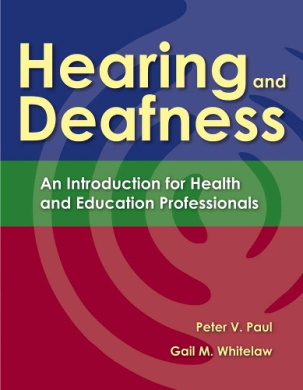 Hearing and
Deafness
An Introduction for Health
and Education Professionals
Peter V. Paul
Gail M. Whitelaw